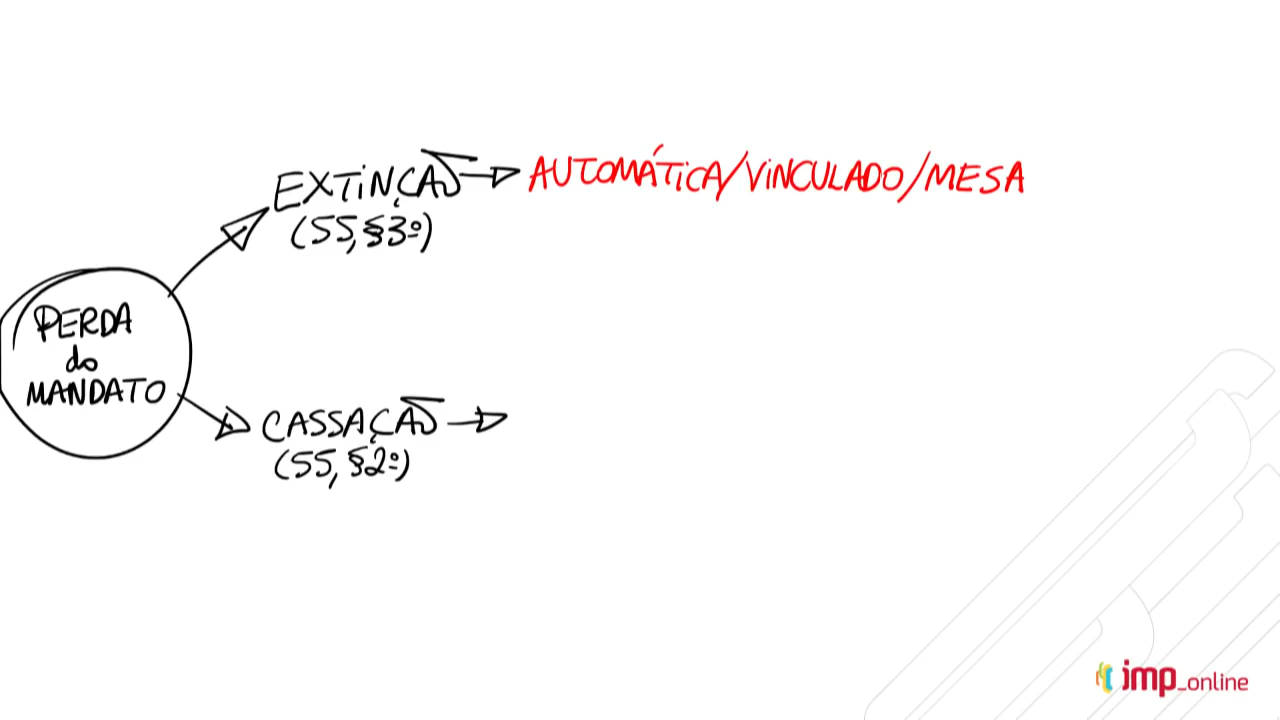 EXTINÇÃO → AUTOMÁTICA/VINCULADO/MESA
(55, §3º)
PERDA
do
MANDATO
CASSAÇÃO →
(55, §2º)
imp_online